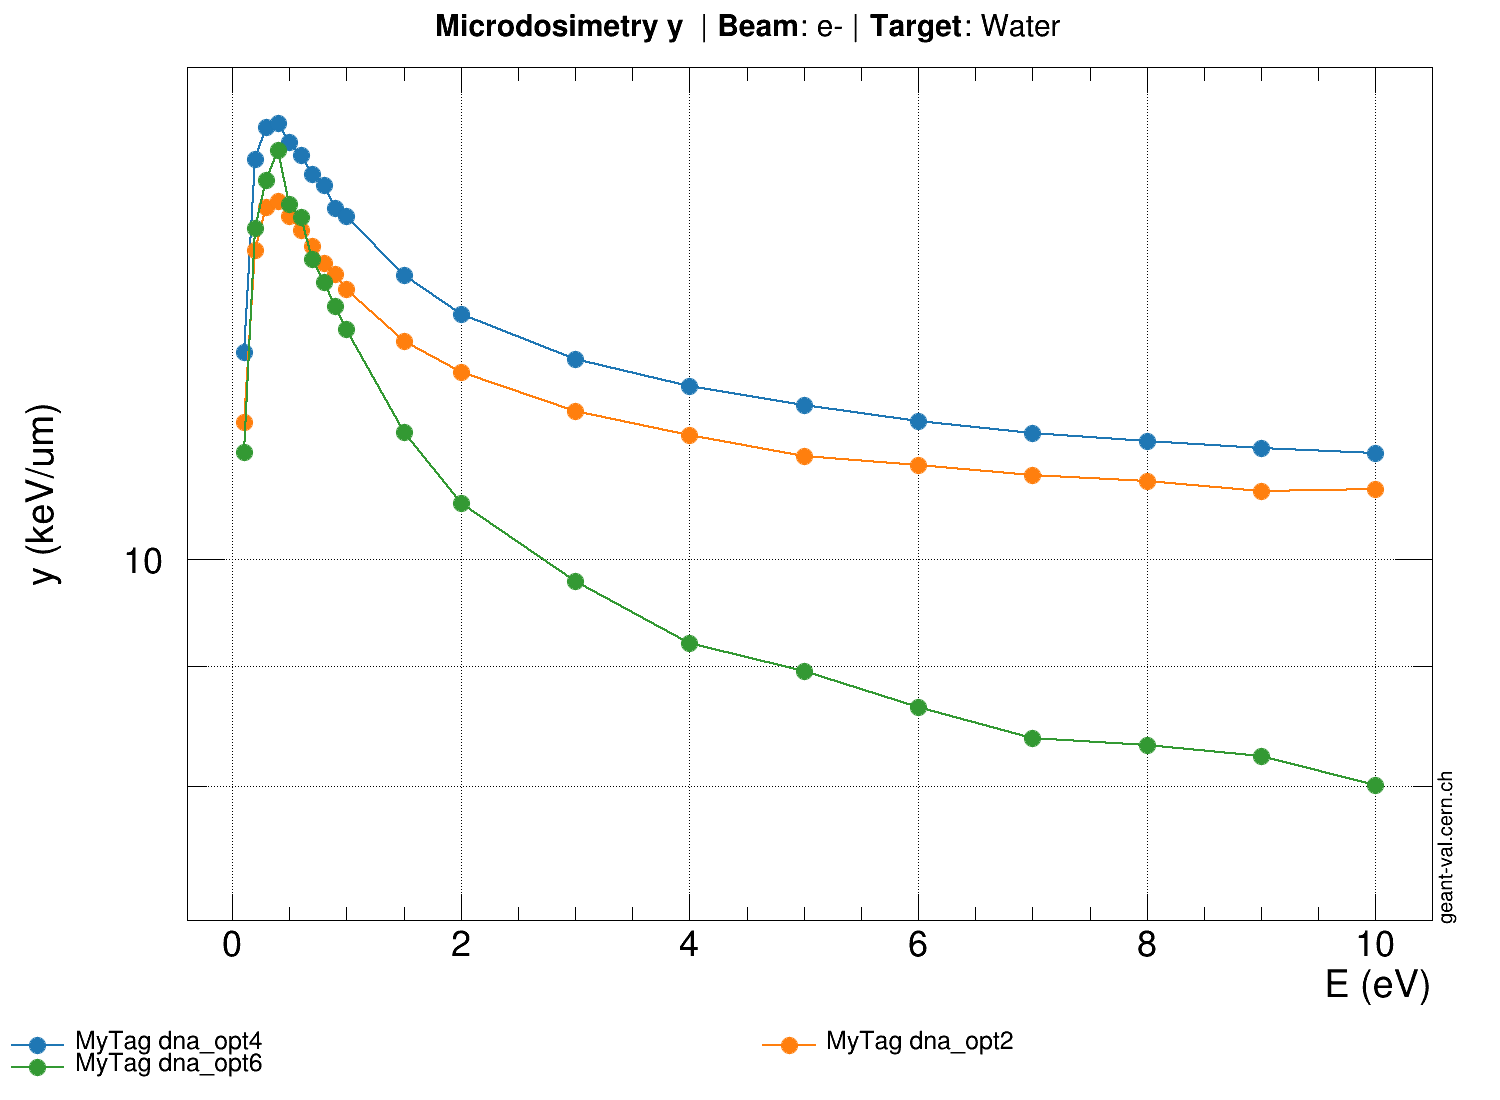 Microdosimetry y | Beam: e- | Target: Water
y (keV/um)
10
0 2 4 6 8 10
E (eV)
geant-val.cern.ch
MyTag dna_opt4
MyTag dna_opt2
MyTag dna_opt6